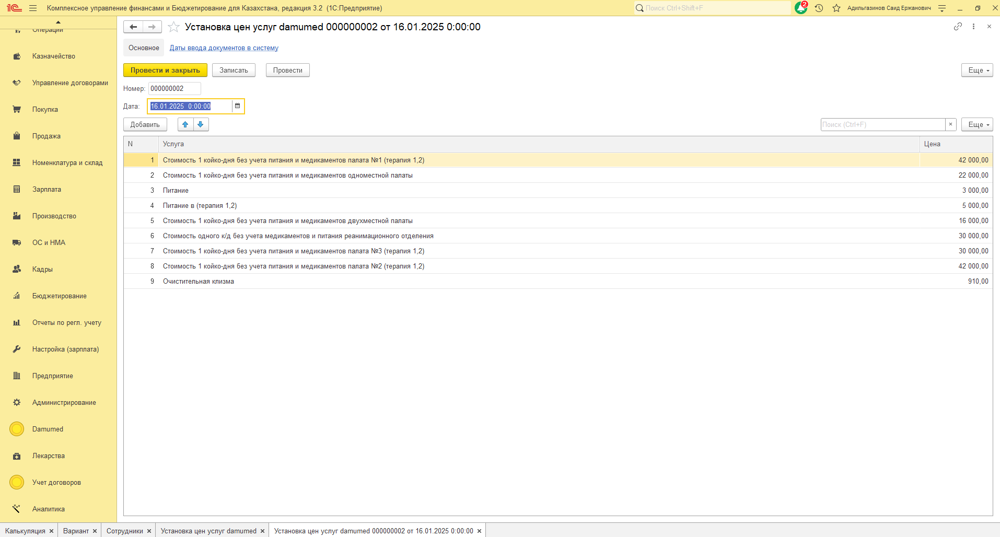 1С Комплексное управление финансами и Бюджетирование для Казахстана, редакция 3.2 (1С:Предприятие) Поиск Ctrl+Shift+F 2 Адильгазинов Саид Ержанович
Операции
Казначейство
Управление договорами
Покупка
Продажа
Номенклатура и склад
Зарплата
Производство
ОС и НМА
Кадры
Бюджетирование
Отчеты по регл. учету
Настройка (зарплата)
Предприятие
Администрирование
Damumed
Лекарства
Учет договоров
Аналитика
Установка цен услуг damumed 000000002 от 16.01.2025 0:00:00
Основное Даты ввода документов в систему
Провести и закрыть Записать Провести Еще
Номер: 000000002
Дата: 16.01.2025 0:00:00
Добавить Поиск (Ctrl+F) × Еще
N Услуга Цена
1 Стоимость 1 койко-дня без учета питания и медикаментов палата №1 (терапия 1,2) 42 000,00
2 Стоимость 1 койко-дня без учета питания и медикаментов одноместной палаты 22 000,00
3 Питание 3 000,00
4 Питание в (терапия 1,2) 5 000,00
5 Стоимость 1 койко-дня без учета питания и медикаментов двухместной палаты 16 000,00
6 Стоимость одного к/д без учета медикаментов и питания реанимационного отделения 30 000,00
7 Стоимость 1 койко-дня без учета питания и медикаментов палата №3 (терапия 1,2) 30 000,00
8 Стоимость 1 койко-дня без учета питания и медикаментов палата №2 (терапия 1,2) 42 000,00
9 Очистительная клизма 910,00
Калькуляция × Вариант × Сотрудники × Установка цен услуг damumed × Установка цен услуг damumed 000000002 от 16.01.2025 0:00:00 ×